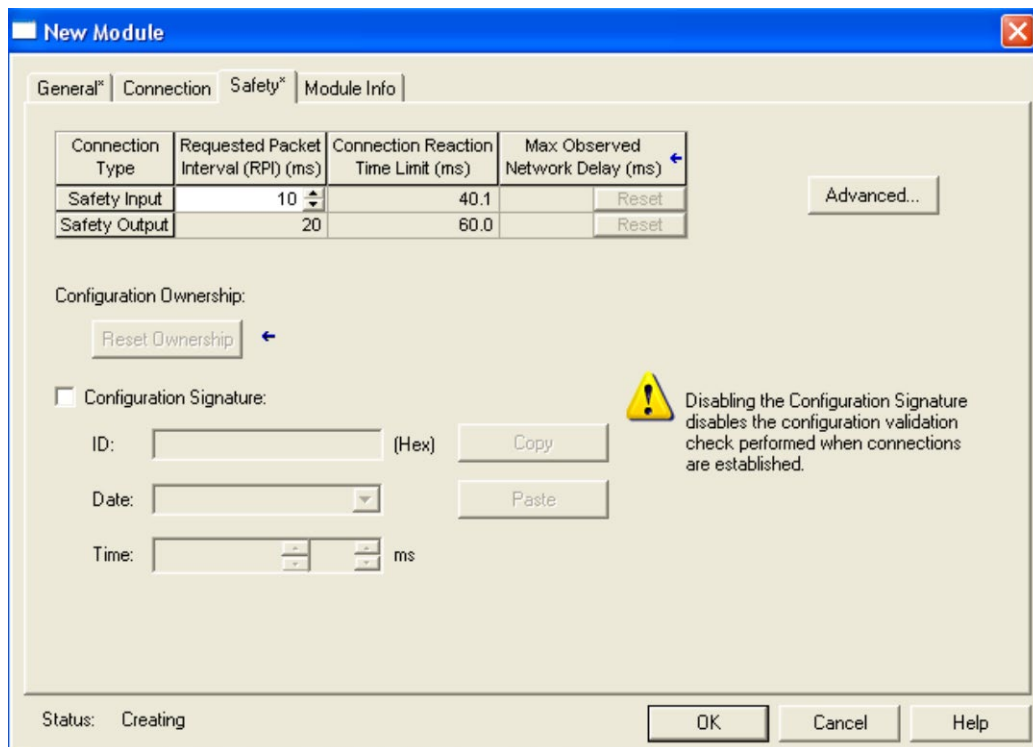 New Module
General* Connection Safety* Module Info
Connection Type Requested Packet Interval (RPI) (ms) Connection Reaction Time Limit (ms) Max Observed Network Delay (ms)
Safety Input 10 40.1 Reset
Safety Output 20 60.0 Reset
Advanced...
Configuration Ownership:
Reset Ownership
Configuration Signature:
ID: (Hex) Copy
Date: Paste
Time: ms
Disabling the Configuration Signature
disables the configuration validation
check performed when connections
are established.
Status: Creating OK Cancel Help